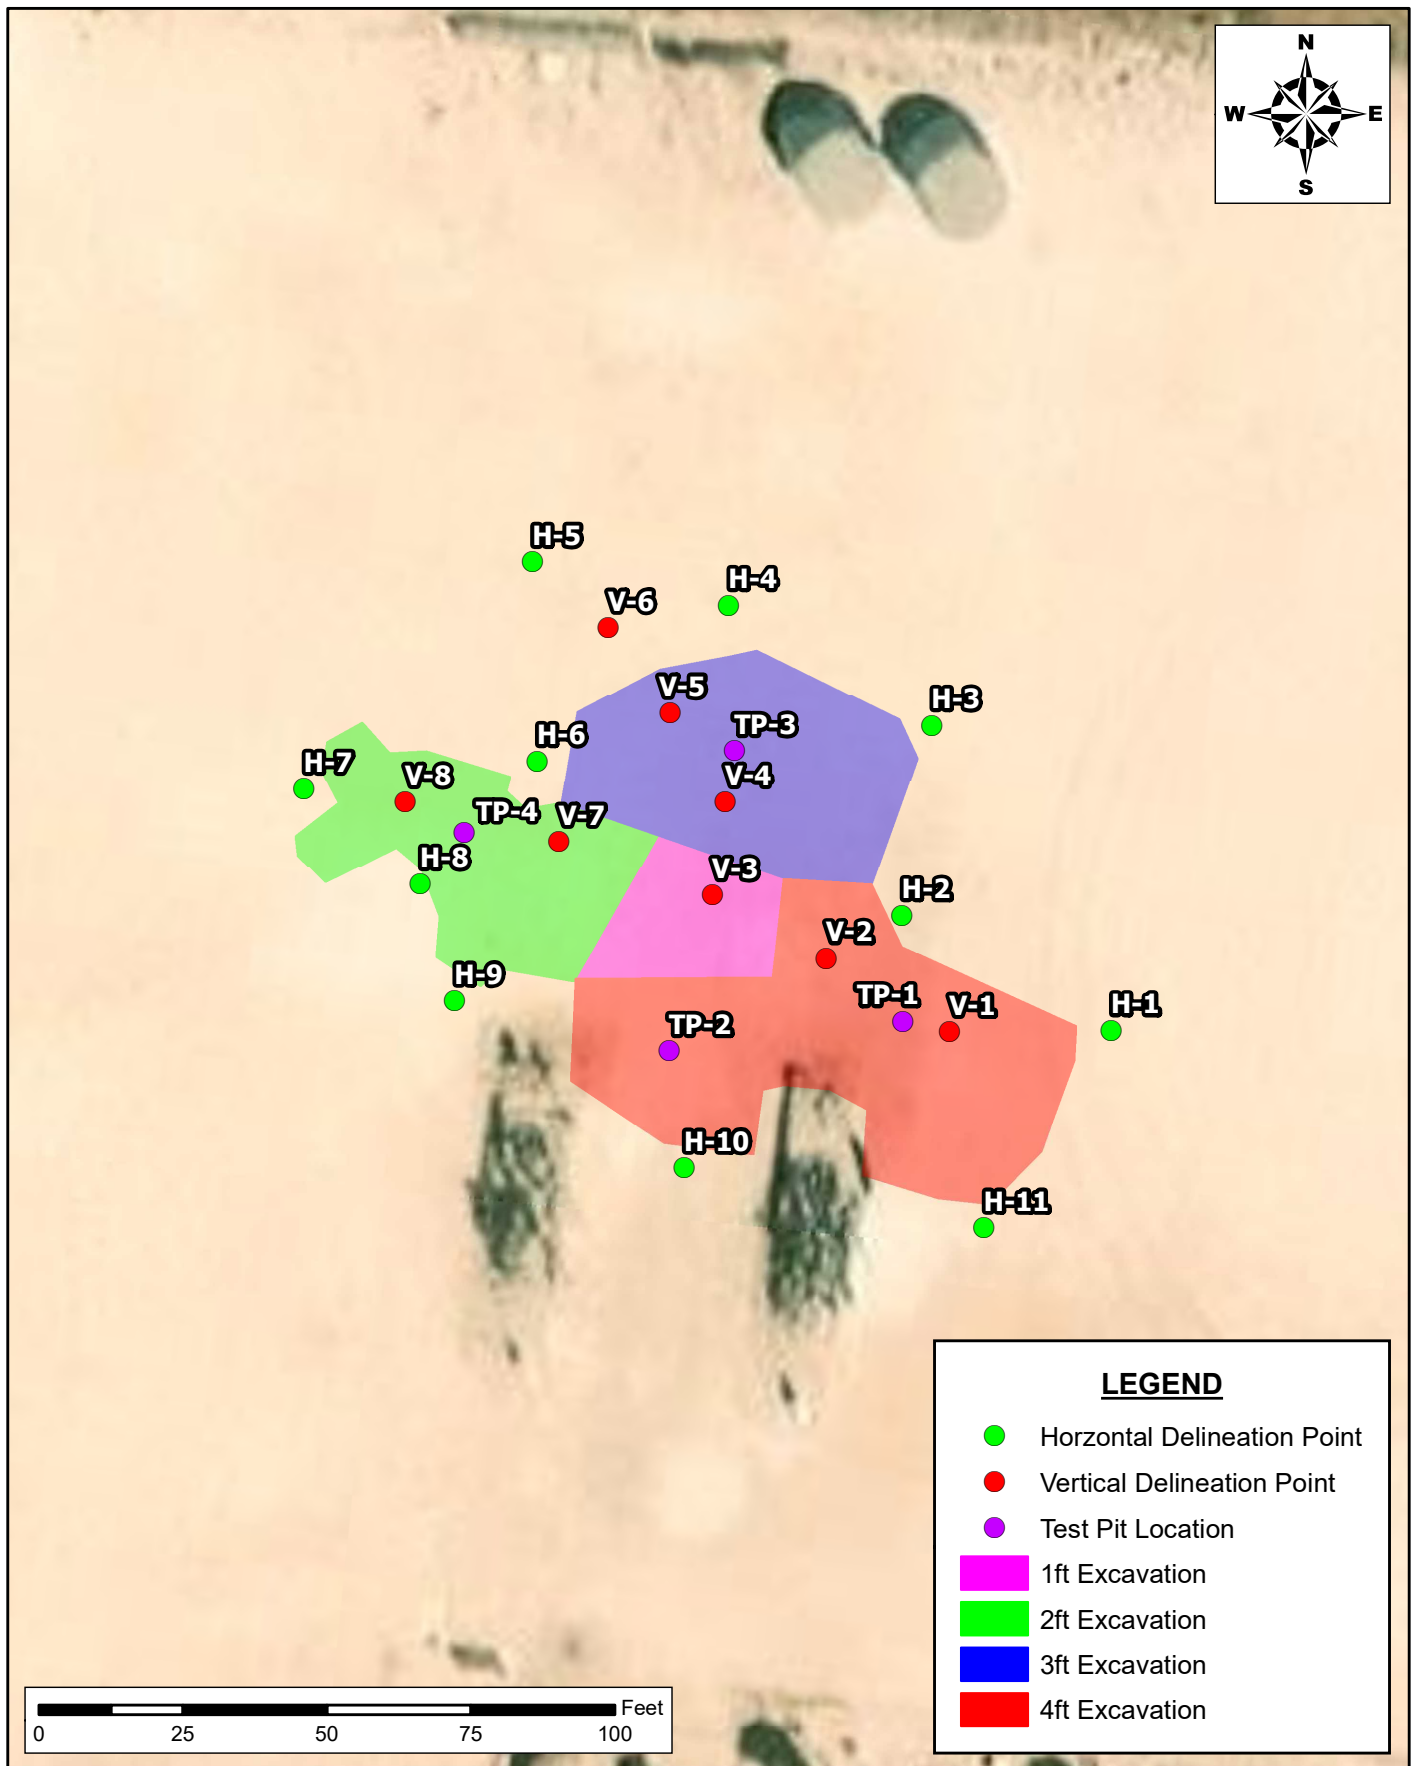 N
W E
S
H-5
H-4
V-6
V-5
H-3
TP-3
H-6
H-7
V-8
V-4
TP-4
V-7
H-8
V-3
H-2
V-2
H-9
TP-1
V-1
H-1
TP-2
H-10
H-11
LEGEND
Horzontal Delineation Point
Vertical Delineation Point
Test Pit Location
1ft Excavation
2ft Excavation
3ft Excavation
4ft Excavation
Feet
0 25 50 75 100